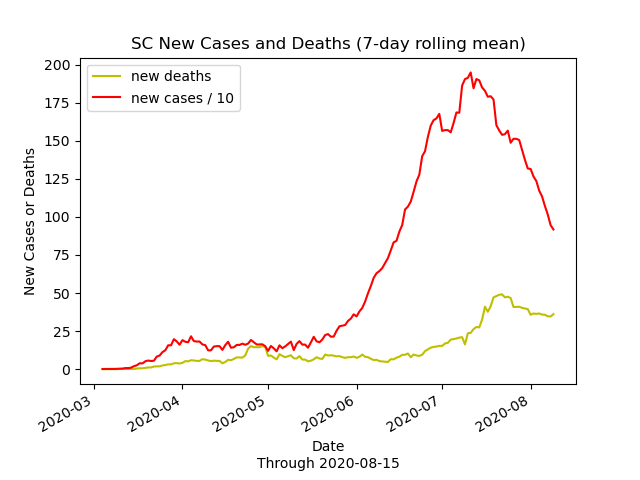 SC New Cases and Deaths (7-day rolling mean)
new deaths
new cases / 10
200
175
150
125
100
75
50
25
0
New Cases or Deaths
2020-03
2020-04
2020-05
2020-06
2020-07
2020-08
Date
Through 2020-08-15